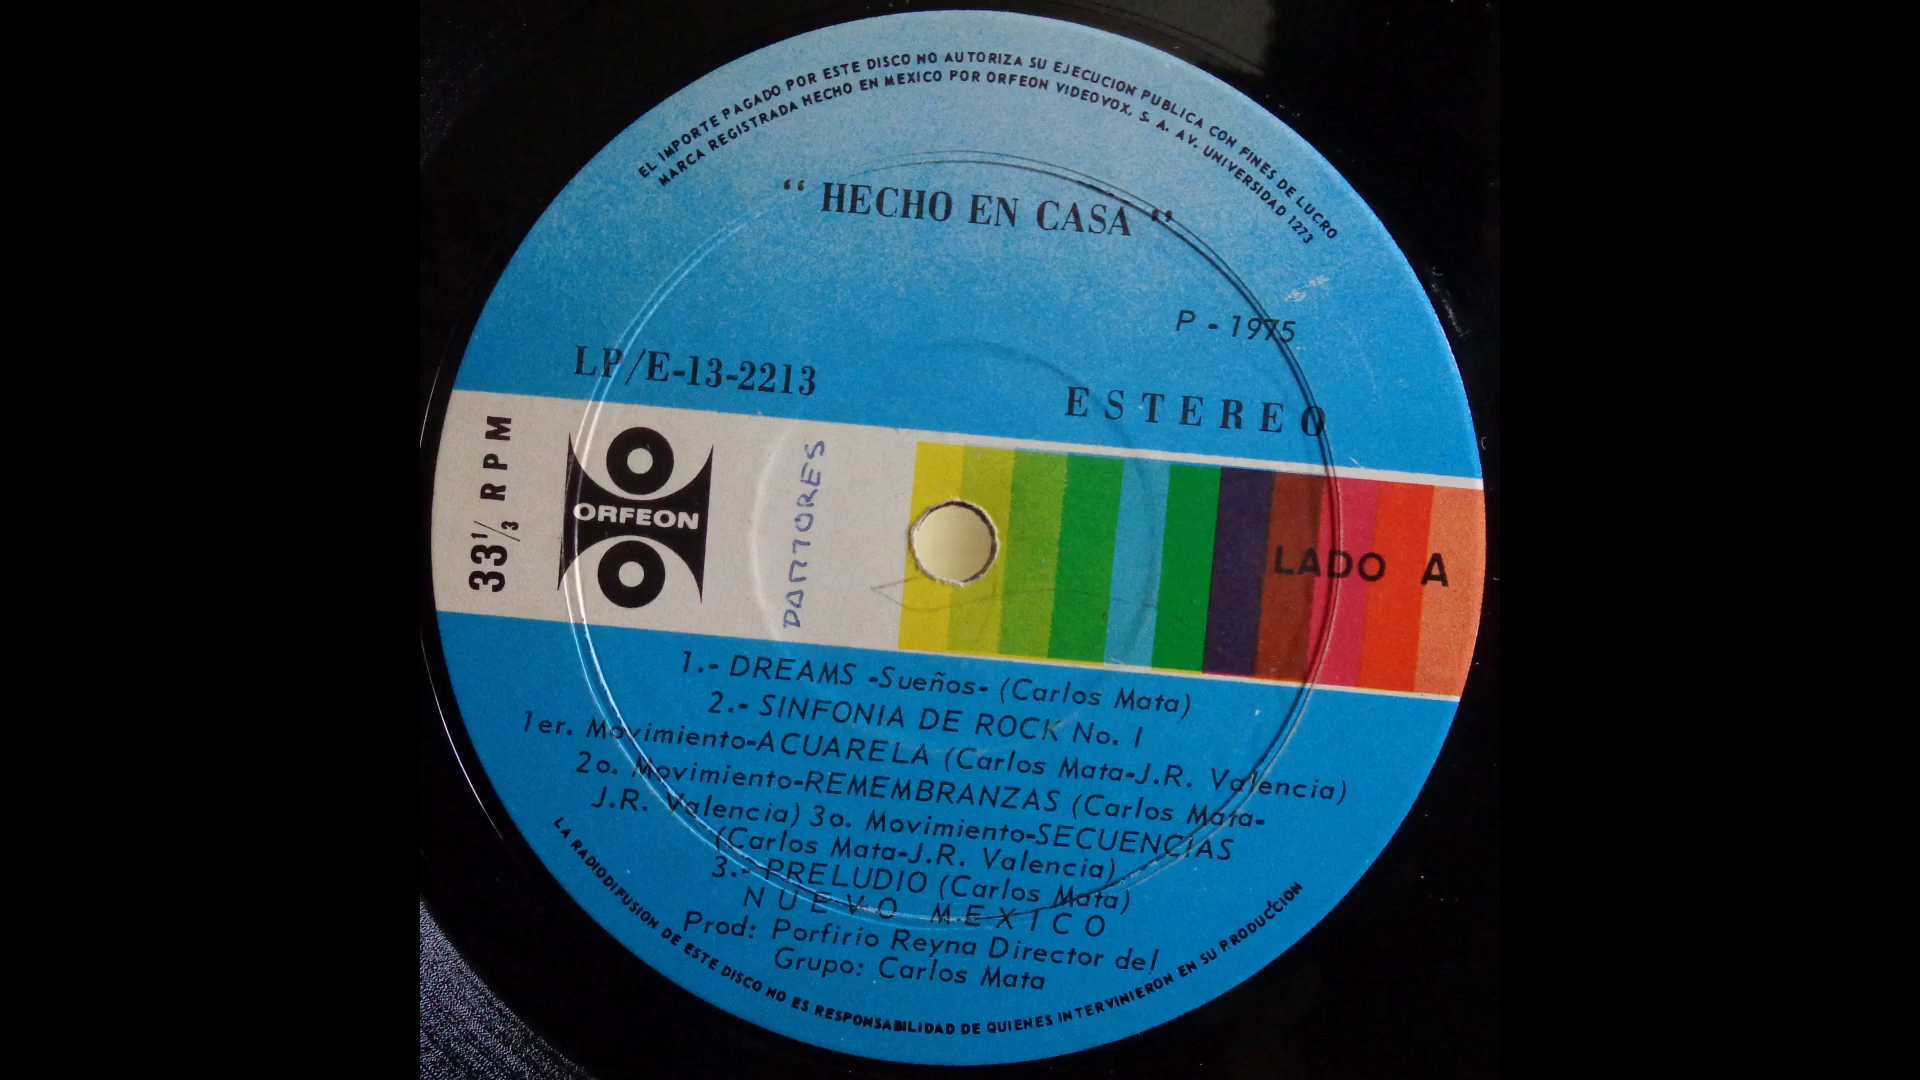 EL IMPORTE PAGADO POR ESTE DISCO NO AUTORIZA SU EJECUCION PUBLICA CON FINES DE LUCRO
MARCA REGISTRADA HECHO EN MEXICO POR ORFEON VIDEOVOX, S. A. AV. UNIVERSIDAD 1273
“ HECHO EN CASA ”
P - 1975
LP/E-13-2213
ESTEREO
33 1/3 RPM
ORFEON
LADO A
1.- DREAMS -Sueños- (Carlos Mata)
2.- SINFONIA DE ROCK No. I
1er. Movimiento-ACUARELA (Carlos Mata-J.R. Valencia)
2o. Movimiento-REMEMBRANZAS (Carlos Mata-
J.R. Valencia) 3o. Movimiento-SECUENCIAS
(Carlos Mata-J.R. Valencia)
3.- PRELUDIO (Carlos Mata)
NUEVO MEXICO
Prod: Porfirio Reyna Director del
Grupo: Carlos Mata
LA RADIODIFUSION DE ESTE DISCO NO ES RESPONSABILIDAD DE QUIENES INTERVINIERON EN SU PRODUCCION